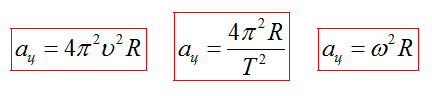 a_ц = 4π²υ²R
a_ц = 4π²R / T²
a_ц = ω²R